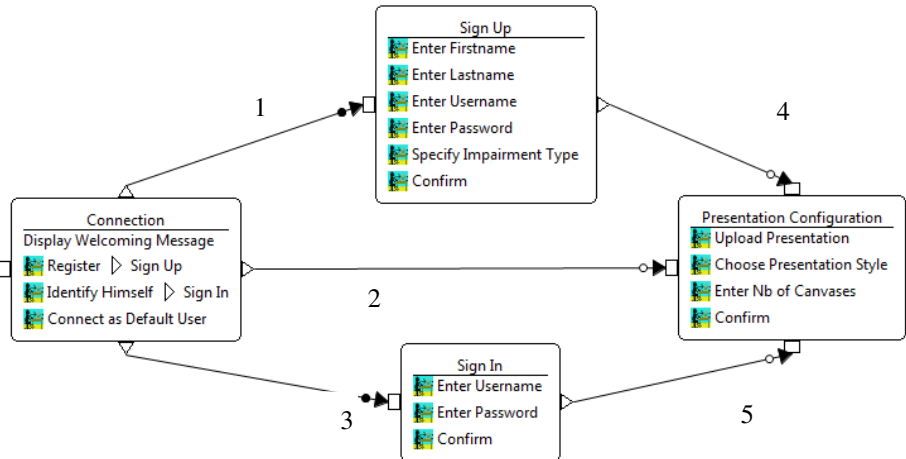 Sign Up
Enter Firstname
Enter Lastname
Enter Username
Enter Password
Specify Impairment Type
Confirm
1
4
Connection
Display Welcoming Message
Register ▷ Sign Up
Identify Himself ▷ Sign In
Connect as Default User
2
Presentation Configuration
Upload Presentation
Choose Presentation Style
Enter Nb of Canvases
Confirm
3
Sign In
Enter Username
Enter Password
Confirm
5